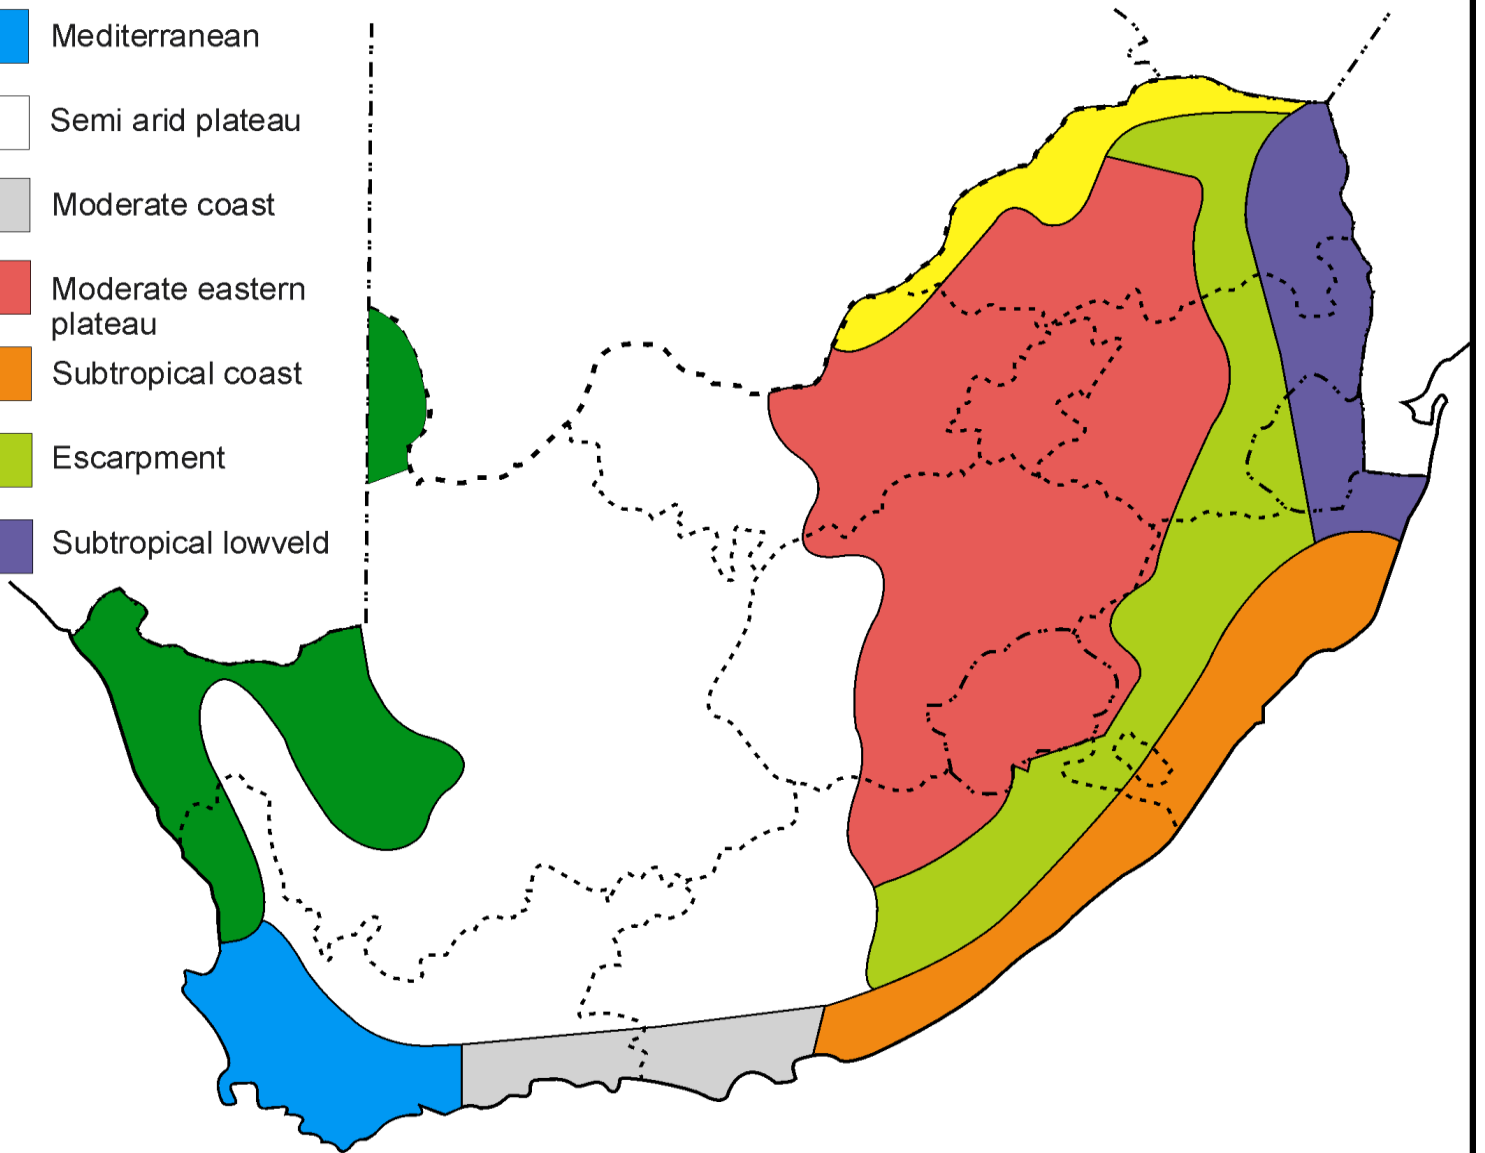 Mediterranean
Semi arid plateau
Moderate coast
Moderate eastern
plateau
Subtropical coast
Escarpment
Subtropical lowveld